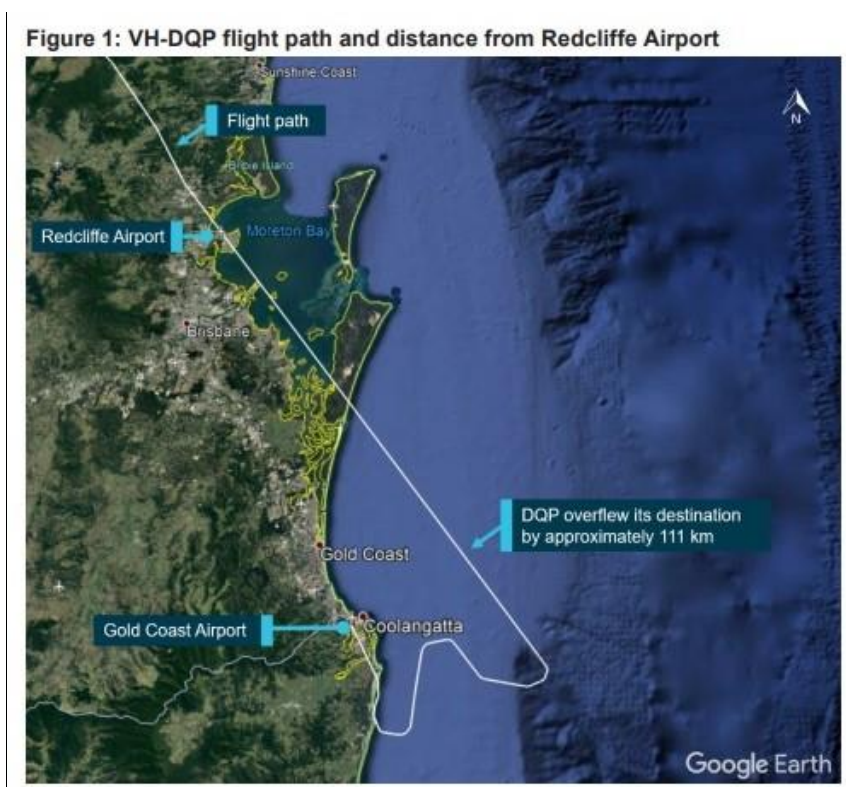 Figure 1: VH-DQP flight path and distance from Redcliffe Airport
Sunshine Coast
N
Flight path
Bribie Island
Redcliffe Airport
Moreton Bay
Brisbane
DQP overflew its destination
by approximately 111 km
Gold Coast
Gold Coast Airport
Coolangatta
Google Earth